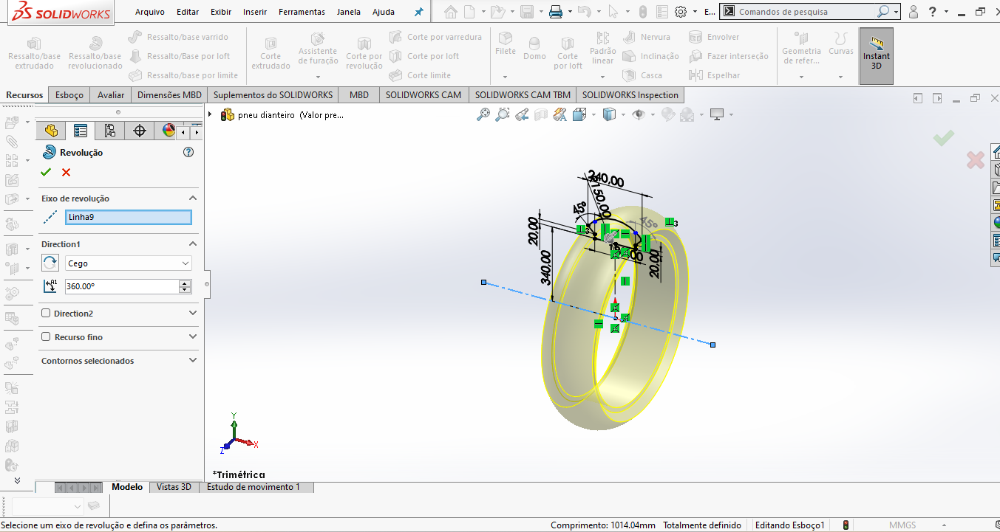 SOLIDWORKS Arquivo Editar Exibir Inserir Ferramentas Janela Ajuda E... Comandos de pesquisa ?
Ressalto/base extrudado
Ressalto/base revolucionado
Ressalto/base varrido
Ressalto/Base por loft
Ressalto/base por limite
Corte extrudado
Assistente de furação
Corte por revolução
Corte por varredura
Corte por loft
Corte limite
Filete
Domo
Corte por loft
Padrão linear
Nervura
Inclinação
Casca
Envolver
Fazer interseção
Espelhar
Geometria de refer...
Curvas
Instant 3D
Recursos Esboço Avaliar Dimensões MBD Suplementos do SOLIDWORKS MBD SOLIDWORKS CAM SOLIDWORKS CAM TBM SOLIDWORKS Inspection
pneu dianteiro (Valor pre...
Revolução ?
Eixo de revolução
Linha9
Direction1
Cego
A1 360.00º
Direction2
Recurso fino
Contornos selecionados
240,00
150,00
45º
45º
3
3
20.00
20.00
340.00
Y
X
Z
*Trimétrica
Modelo Vistas 3D Estudo de movimento 1
Selecione um eixo de revolução e defina os parâmetros. Comprimento: 1014.04mm Totalmente definido Editando Esboço1 MMGS